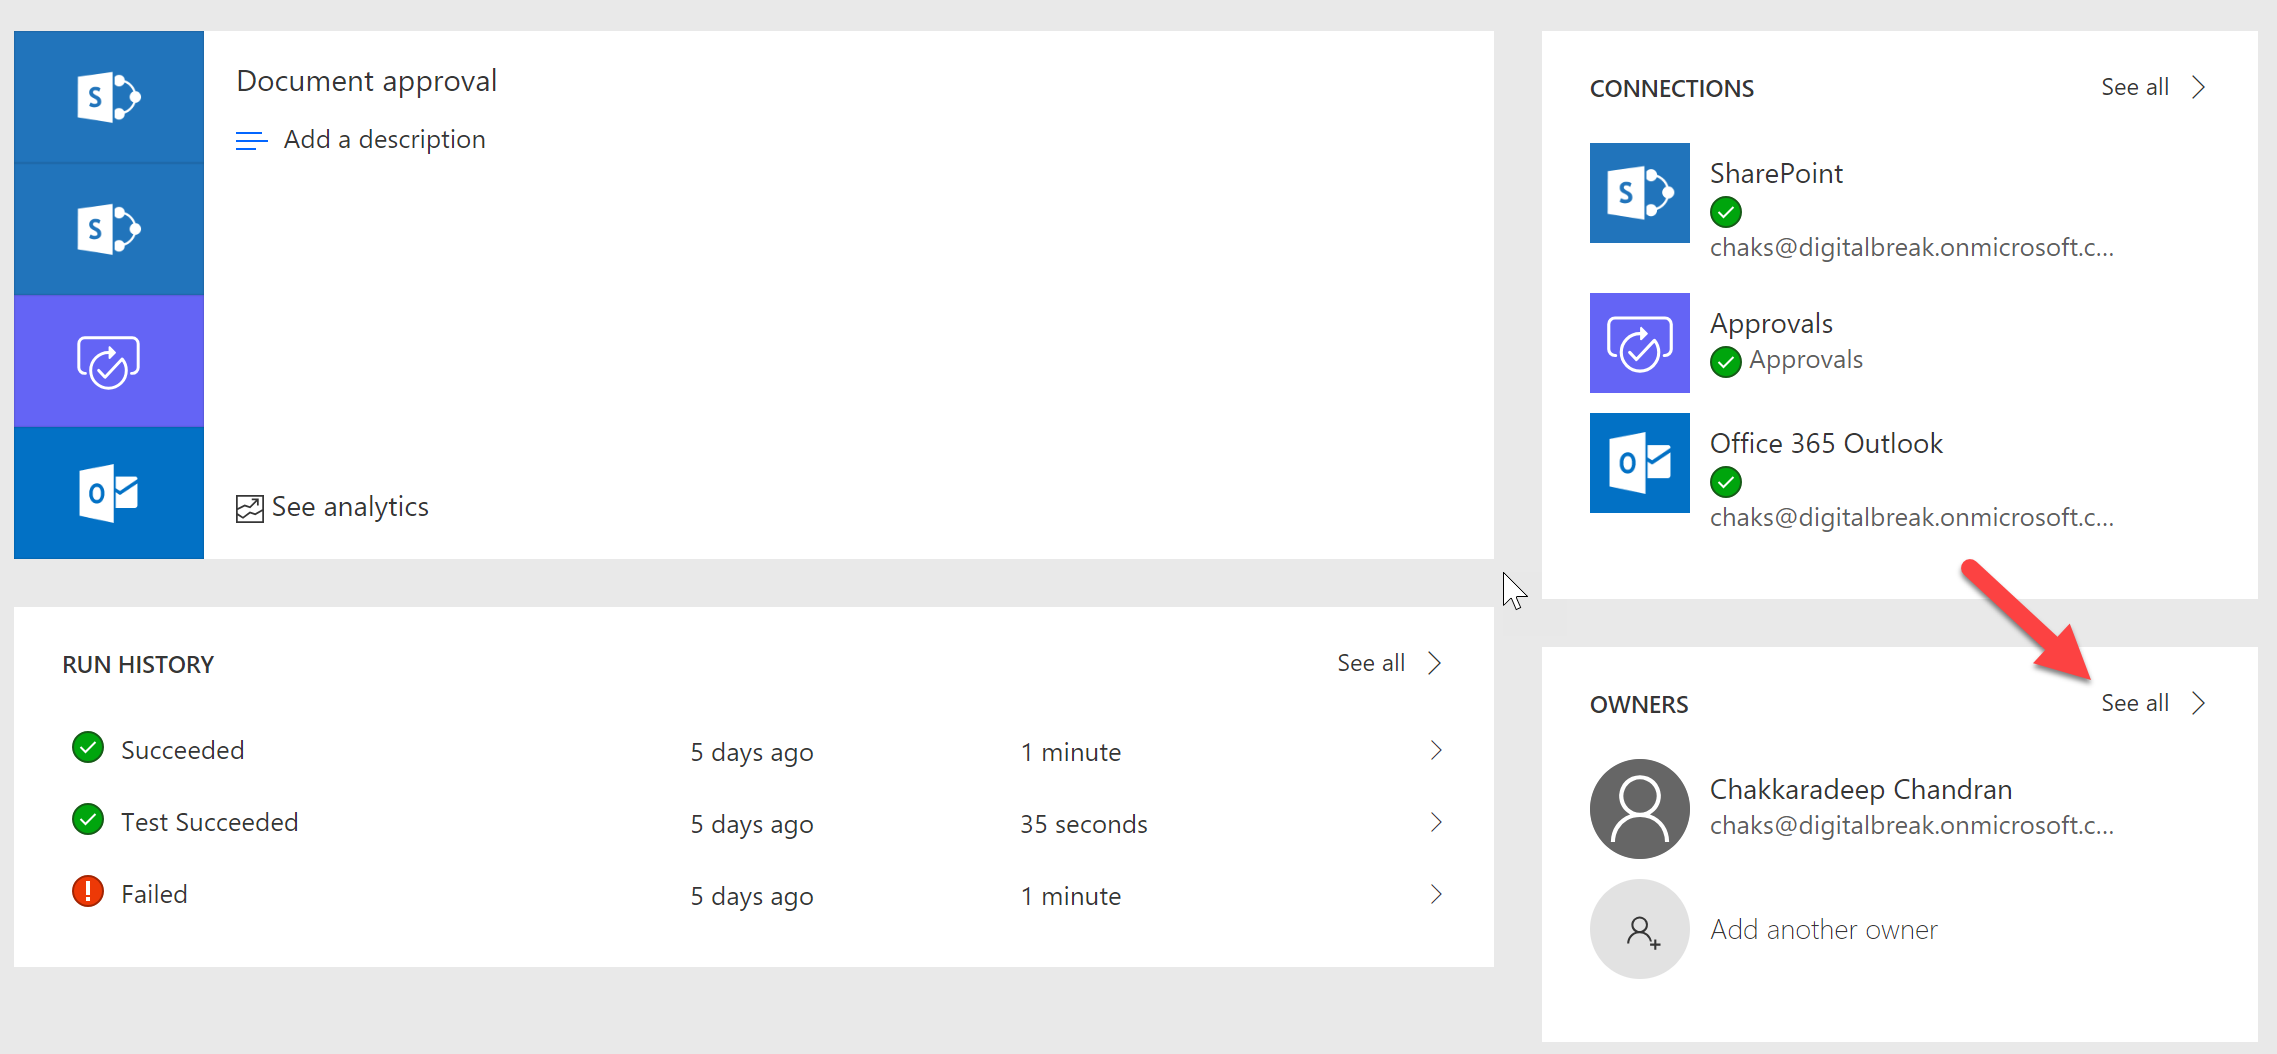 Document approval
Add a description
See analytics
RUN HISTORY
See all
Succeeded 5 days ago 1 minute
Test Succeeded 5 days ago 35 seconds
Failed 5 days ago 1 minute
CONNECTIONS
See all
SharePoint
chaks@digitalbreak.onmicrosoft.c...
Approvals
Approvals
Office 365 Outlook
chaks@digitalbreak.onmicrosoft.c...
OWNERS
See all
Chakkaradeep Chandran
chaks@digitalbreak.onmicrosoft.c...
Add another owner